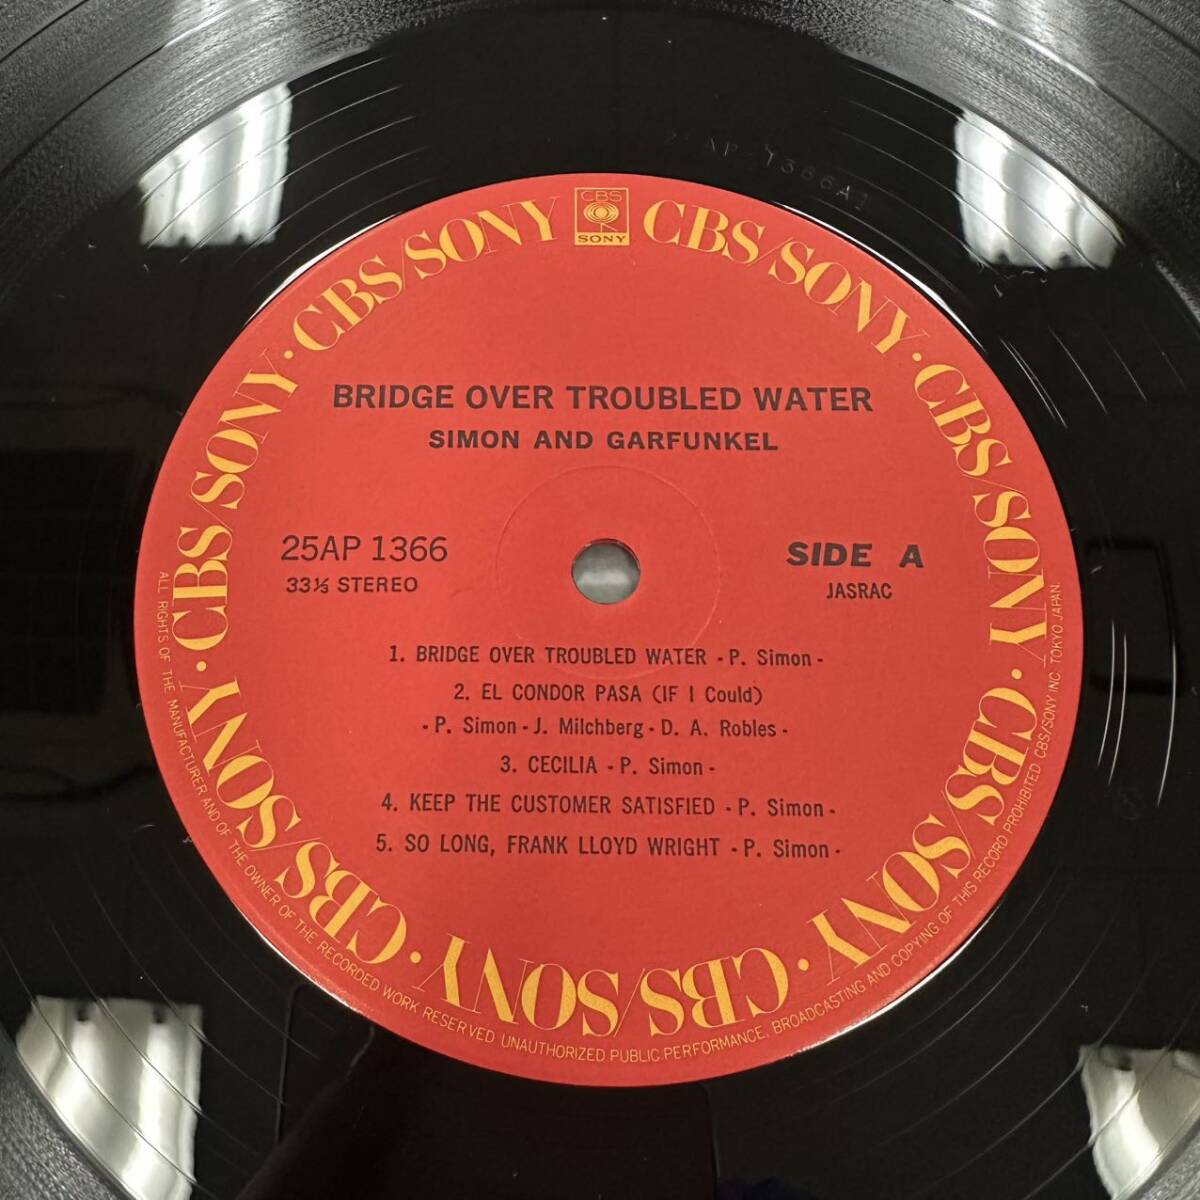 AP 1366A
CBS
SONY
CBS/SONY · CBS/SONY · CBS/SONY · CBS/SONY · CBS/SONY · CBS/SONY · CBS/SONY · CBS/SONY · CBS/SONY
BRIDGE OVER TROUBLED WATER
SIMON AND GARFUNKEL
25AP 1366
33⅓ STEREO
SIDE A
JASRAC
1. BRIDGE OVER TROUBLED WATER - P. Simon -
2. EL CONDOR PASA (IF I Could)
- P. Simon - J. Milchberg - D. A. Robles -
3. CECILIA - P. Simon -
4. KEEP THE CUSTOMER SATISFIED - P. Simon -
5. SO LONG, FRANK LLOYD WRIGHT - P. Simon -
ALL RIGHTS OF THE MANUFACTURER AND OF THE OWNER OF THE RECORDED WORK RESERVED UNAUTHORIZED PUBLIC PERFORMANCE, BROADCASTING AND COPYING OF THIS RECORD PROHIBITED CBS/SONY INC. TOKYO JAPAN.